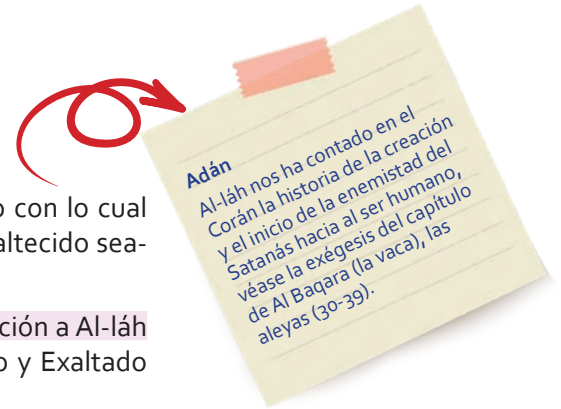 o con lo cual
altecido sea-
ción a Al-láh
o y Exaltado
Adán
Al-láh nos ha contado en el
Corán la historia de la creación
y el inicio de la enemistad del
Satanás hacia al ser humano,
véase la exégesis del capítulo
de Al Baqara (la vaca), las
aleyas (30-39).